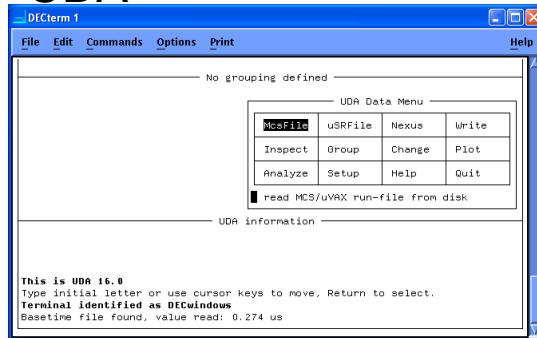 UDA
DECterm 1
File Edit Commands Options Print Help
No grouping defined
UDA Data Menu
McsFile uSRFile Nexus Write
Inspect Group Change Plot
Analyze Setup Help Quit
read MCS/uVAX run-file from disk
UDA information
This is UDA 16.0
Type initial letter or use cursor keys to move, Return to select.
Terminal identified as DECwindows
Basetime file found, value read: 0.274 us